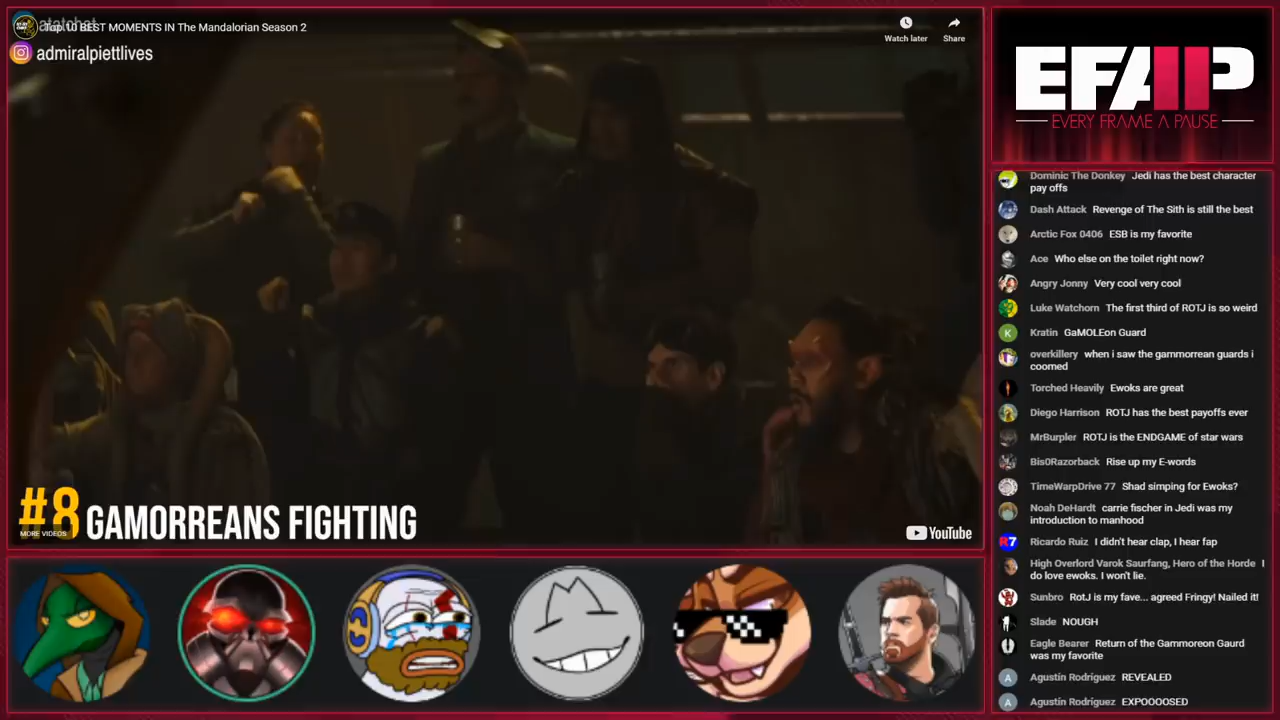 Top 10 BEST MOMENTS IN The Mandalorian Season 2
admiralpiettlives
Watch later
Share
#8 GAMORREANS FIGHTING
MORE VIDEOS
YouTube
EFAP
EVERY FRAME A PAUSE
Dominic The Donkey Jedi has the best character
pay offs
Dash Attack Revenge of The Sith is still the best
Arctic Fox 0406 ESB is my favorite
Ace Who else on the toilet right now?
Angry Jonny Very cool very cool
Luke Watchorn The first third of ROTJ is so weird
K
Kratin GaMOLEon Guard
overkillery when i saw the gammorrean guards i
coomed
Torched Heavily Ewoks are great
Diego Harrison ROTJ has the best payoffs ever
MrBurpler ROTJ is the ENDGAME of star wars
Bis0Razorback Rise up my E-words
TimeWarpDrive 77 Shad simping for Ewoks?
Noah DeHardt carrie fischer in Jedi was my
introduction to manhood
R7
Ricardo Ruiz I didn't hear clap, I hear fap
High Overlord Varok Saurfang, Hero of the Horde I
do love ewoks. I won't lie.
Sunbro RotJ is my fave... agreed Fringy! Nailed it!
Slade NOUGH
Eagle Bearer Return of the Gammoreon Gaurd
was my favorite
A
Agustín Rodríguez REVEALED
A
Agustín Rodríguez EXPOOOOSED